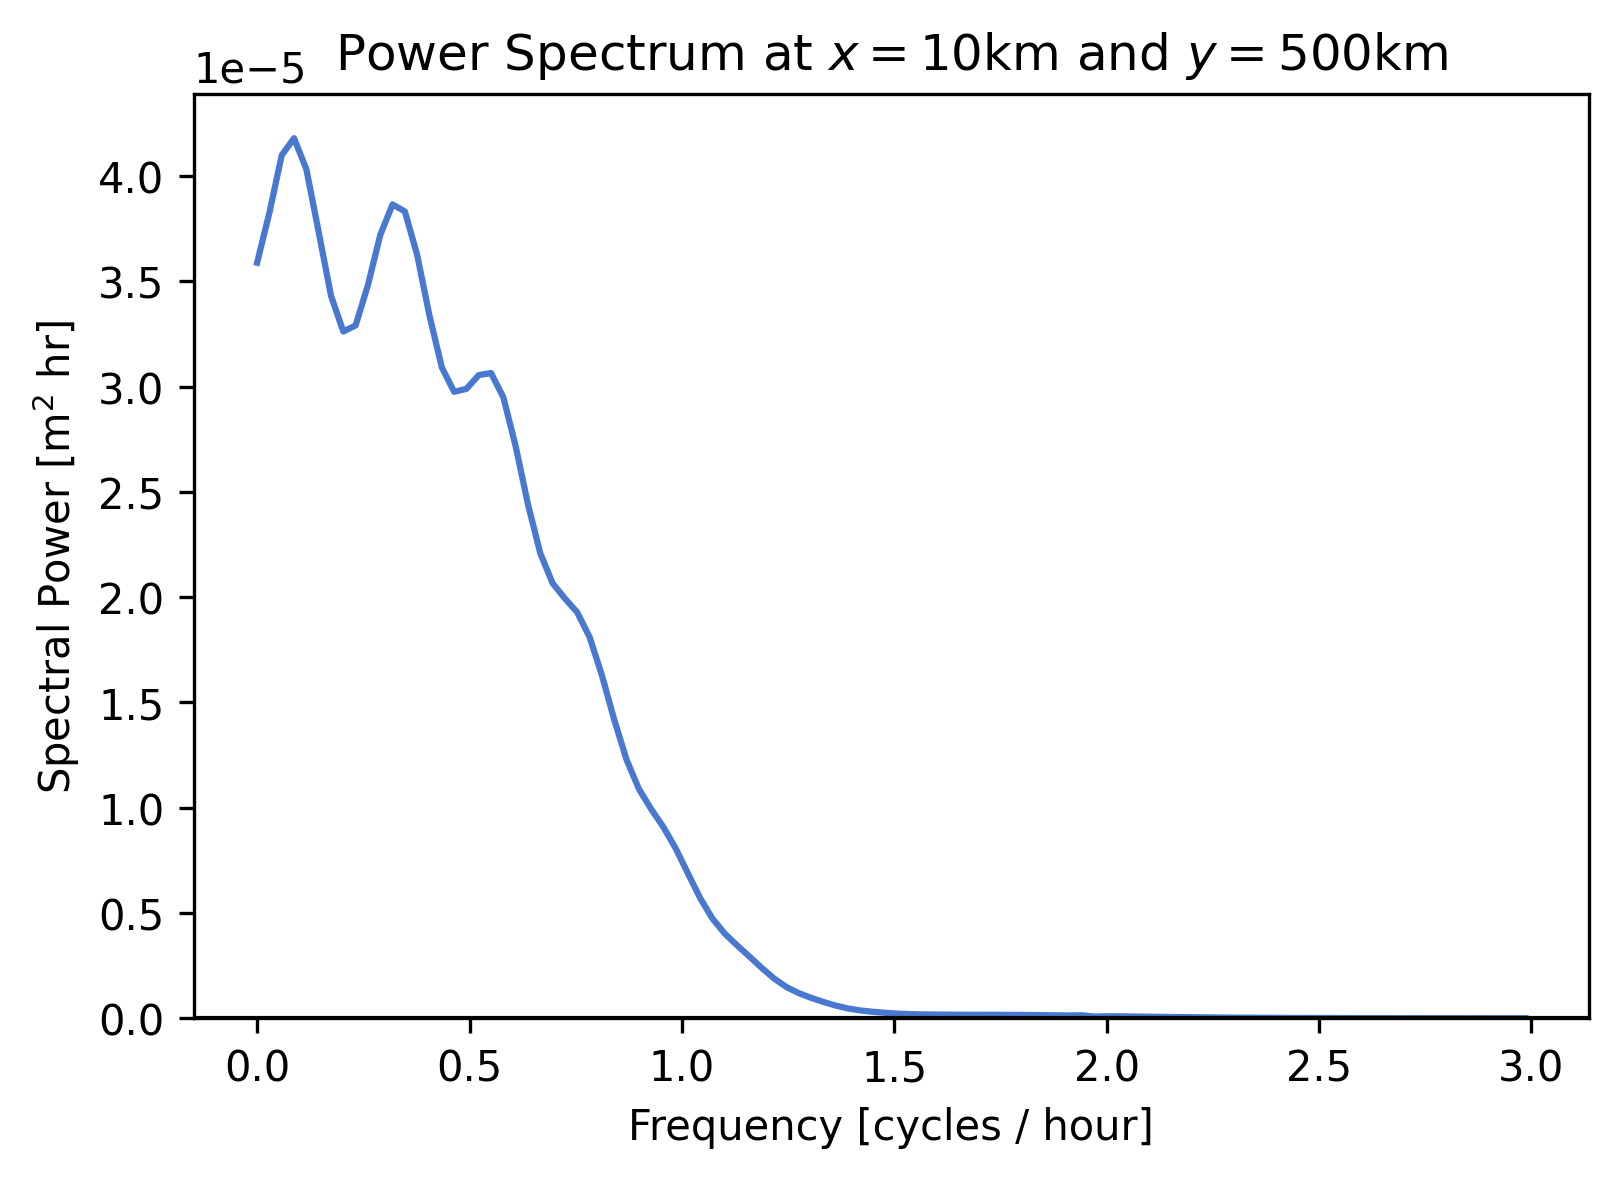 Power Spectrum at x = 10km and y = 500km
1e−5
4.0
3.5
3.0
2.5
2.0
1.5
1.0
0.5
0.0
Spectral Power [m² hr]
0.0 0.5 1.0 1.5 2.0 2.5 3.0
Frequency [cycles / hour]